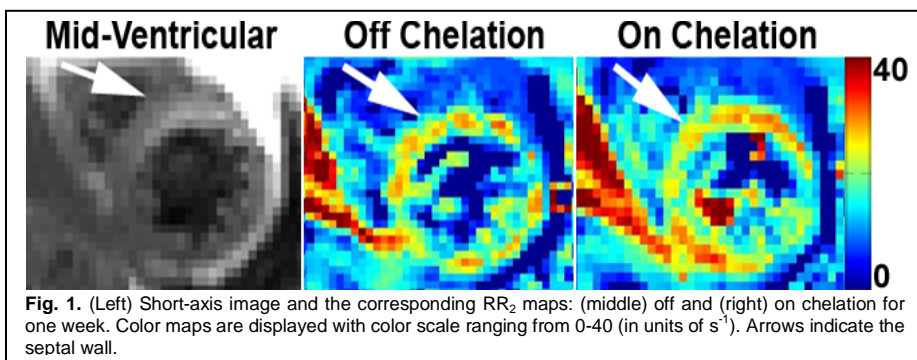 Mid-Ventricular Off Chelation On Chelation
40
0
Fig. 1. (Left) Short-axis image and the corresponding RR₂ maps: (middle) off and (right) on chelation for
one week. Color maps are displayed with color scale ranging from 0-40 (in units of s⁻¹). Arrows indicate the
septal wall.